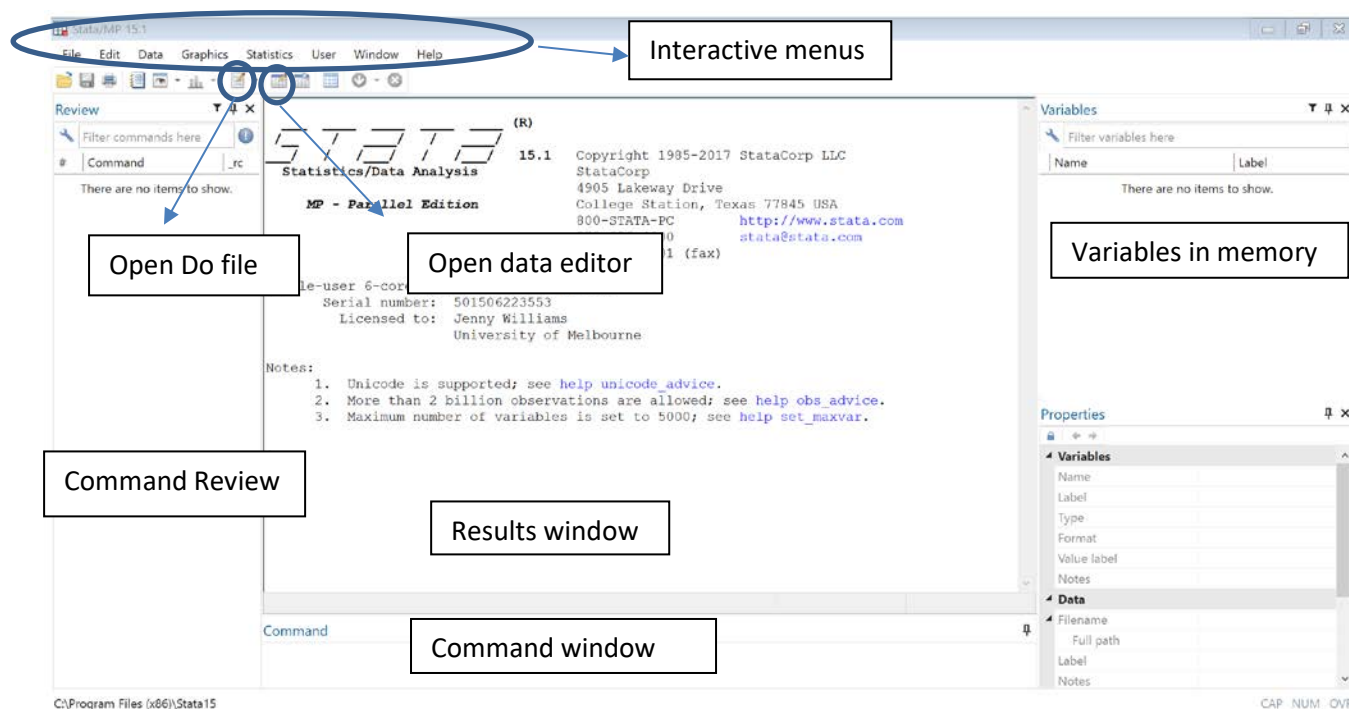 Stata/MP 15.1
File Edit Data Graphics Statistics User Window Help
Interactive menus
Review
Filter commands here
# Command _rc
There are no items to show.
Open Do file
Command Review
(R)
STATA 15.1 Copyright 1985-2017 StataCorp LLC
Statistics/Data Analysis StataCorp
4905 Lakeway Drive
MP - Parallel Edition College Station, Texas 77845 USA
800-STATA-PC http://www.stata.com
stata@stata.com
(fax)
Open data editor
Serial number: 501506223553
Licensed to: Jenny Williams
University of Melbourne
Notes:
1. Unicode is supported; see help unicode_advice.
2. More than 2 billion observations are allowed; see help obs_advice.
3. Maximum number of variables is set to 5000; see help set_maxvar.
Results window
Command
Command window
Variables
Filter variables here
Name Label
There are no items to show.
Variables in memory
Properties
Variables
Name
Label
Type
Format
Value label
Notes
Data
Filename
Full path
Label
Notes
C:\Program Files (x86)\Stata15
CAP NUM OVR